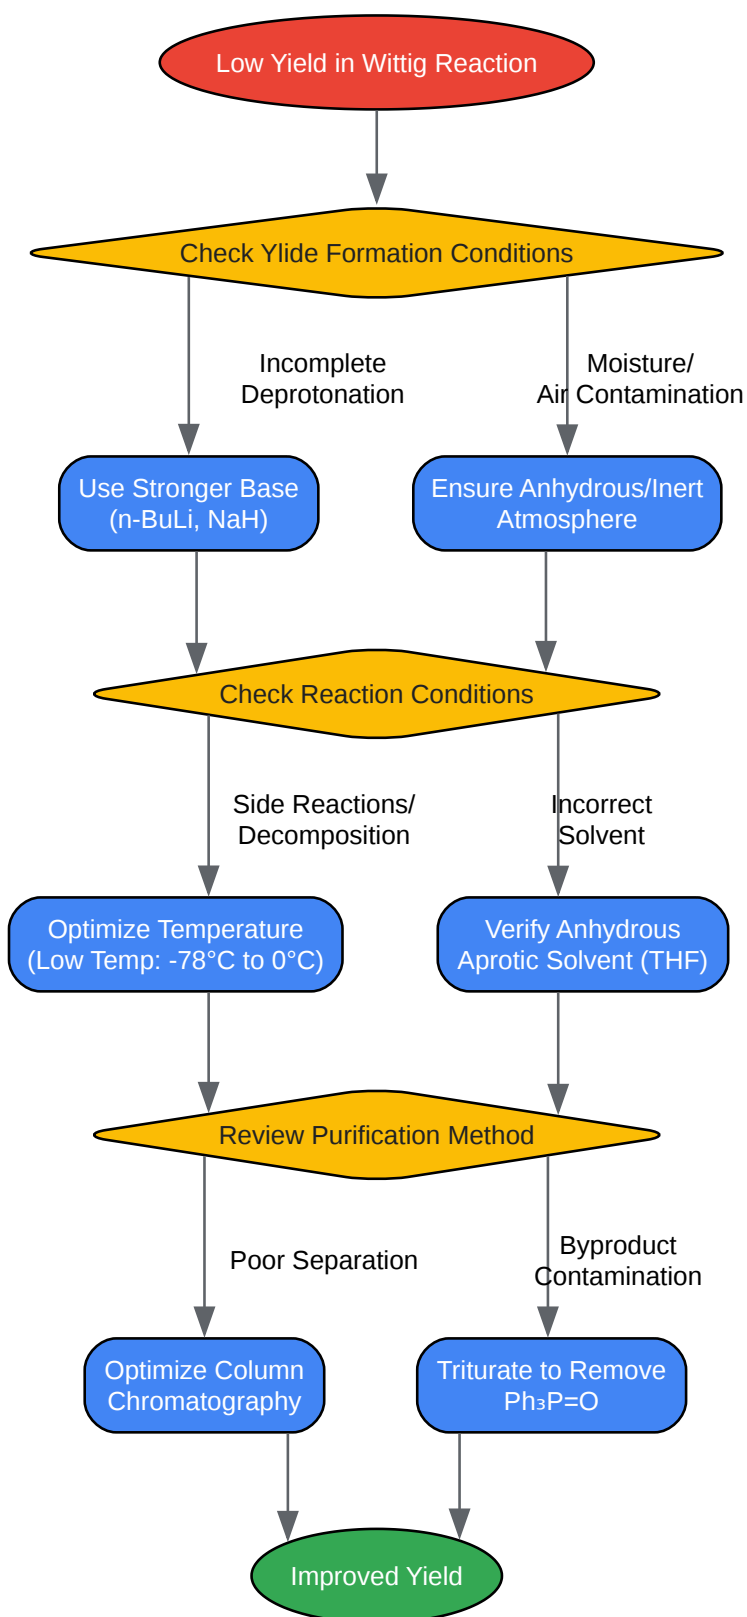 Low Yield in Wittig Reaction
Check Ylide Formation Conditions
Incomplete
Deprotonation
Moisture/
Air Contamination
Use Stronger Base
(n-BuLi, NaH)
Ensure Anhydrous/Inert
Atmosphere
Check Reaction Conditions
Side Reactions/
Decomposition
Incorrect
Solvent
Optimize Temperature
(Low Temp: -78°C to 0°C)
Verify Anhydrous
Aprotic Solvent (THF)
Review Purification Method
Poor Separation
Byproduct
Contamination
Optimize Column
Chromatography
Triturate to Remove
Ph₃P=O
Improved Yield